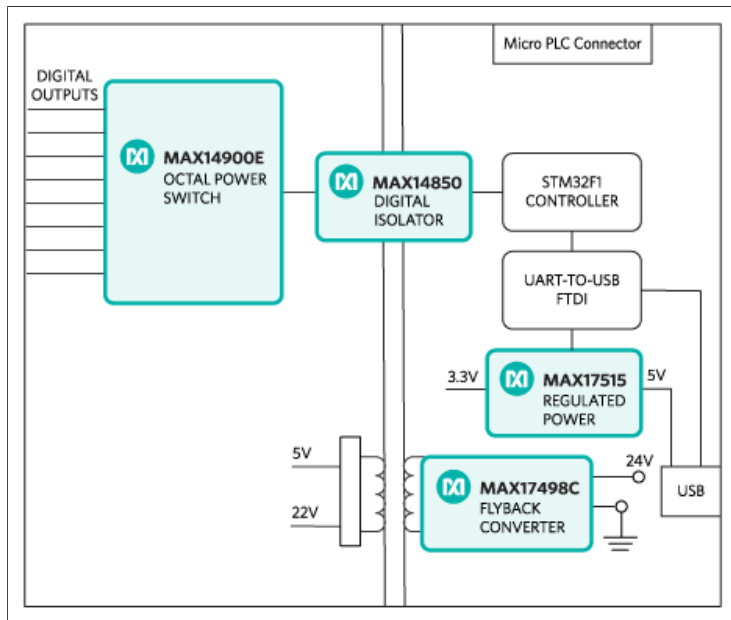 Micro PLC Connector
DIGITAL
OUTPUTS
MAX14900E
OCTAL POWER
SWITCH
MAX14850
DIGITAL
ISOLATOR
STM32F1
CONTROLLER
UART-TO-USB
FTDI
3.3V
MAX17515
REGULATED
POWER
5V
5V
22V
MAX17498C
FLYBACK
CONVERTER
24V
USB